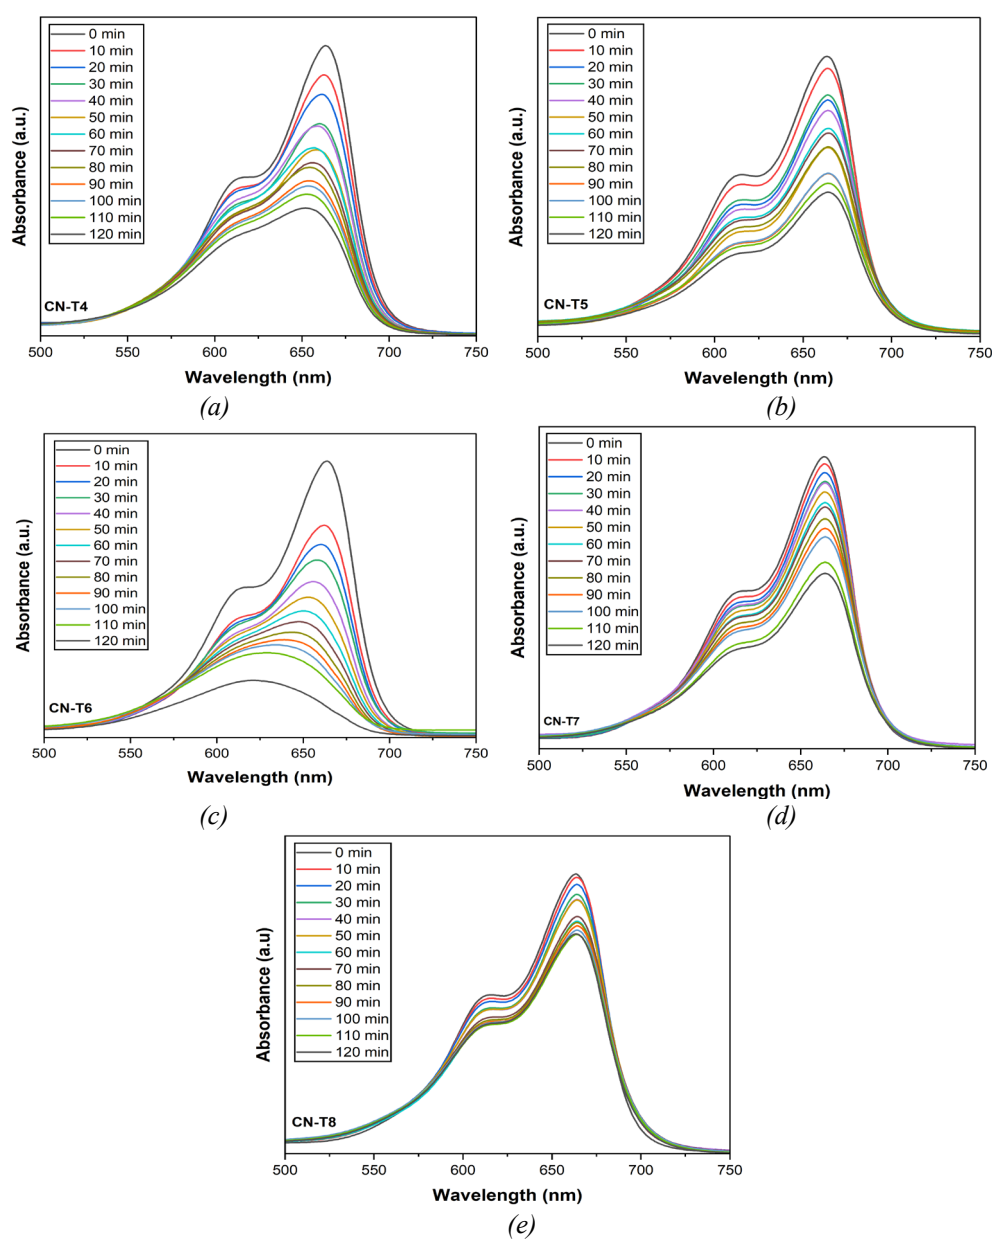 0 min
10 min
20 min
30 min
40 min
50 min
60 min
70 min
80 min
90 min
100 min
110 min
120 min
CN-T4
Absorbance (a.u.)
500 550 600 650 700 750
Wavelength (nm)
(a)
0 min
10 min
20 min
30 min
40 min
50 min
60 min
70 min
80 min
90 min
100 min
110 min
120 min
CN-T5
Absorbance (a.u.)
500 550 600 650 700 750
Wavelength (nm)
(b)
0 min
10 min
20 min
30 min
40 min
50 min
60 min
70 min
80 min
90 min
100 min
110 min
120 min
CN-T6
Absorbance (a.u.)
500 550 600 650 700 750
Wavelength (nm)
(c)
0 min
10 min
20 min
30 min
40 min
50 min
60 min
70 min
80 min
90 min
100 min
110 min
120 min
CN-T7
Absorbance (a.u.)
500 550 600 650 700 750
Wavelength (nm)
(d)
0 min
10 min
20 min
30 min
40 min
50 min
60 min
70 min
80 min
90 min
100 min
110 min
120 min
CN-T8
Absorbance (a.u)
500 550 600 650 700 750
Wavelength (nm)
(e)